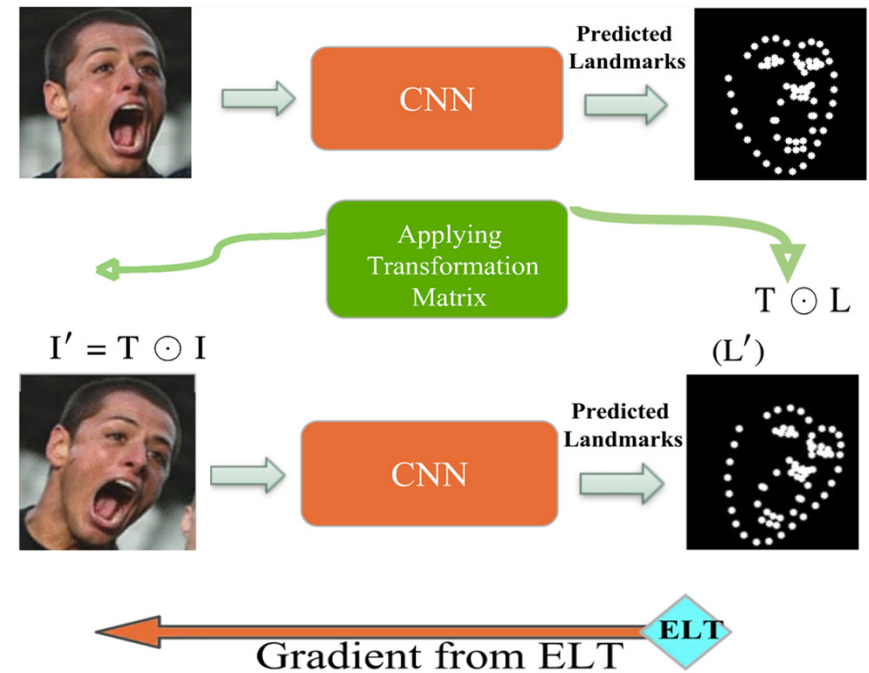 Predicted
Landmarks
CNN
Applying
Transformation
Matrix
T ⊙ L
I′ = T ⊙ I
(L′)
Predicted
Landmarks
CNN
ELT
Gradient from ELT